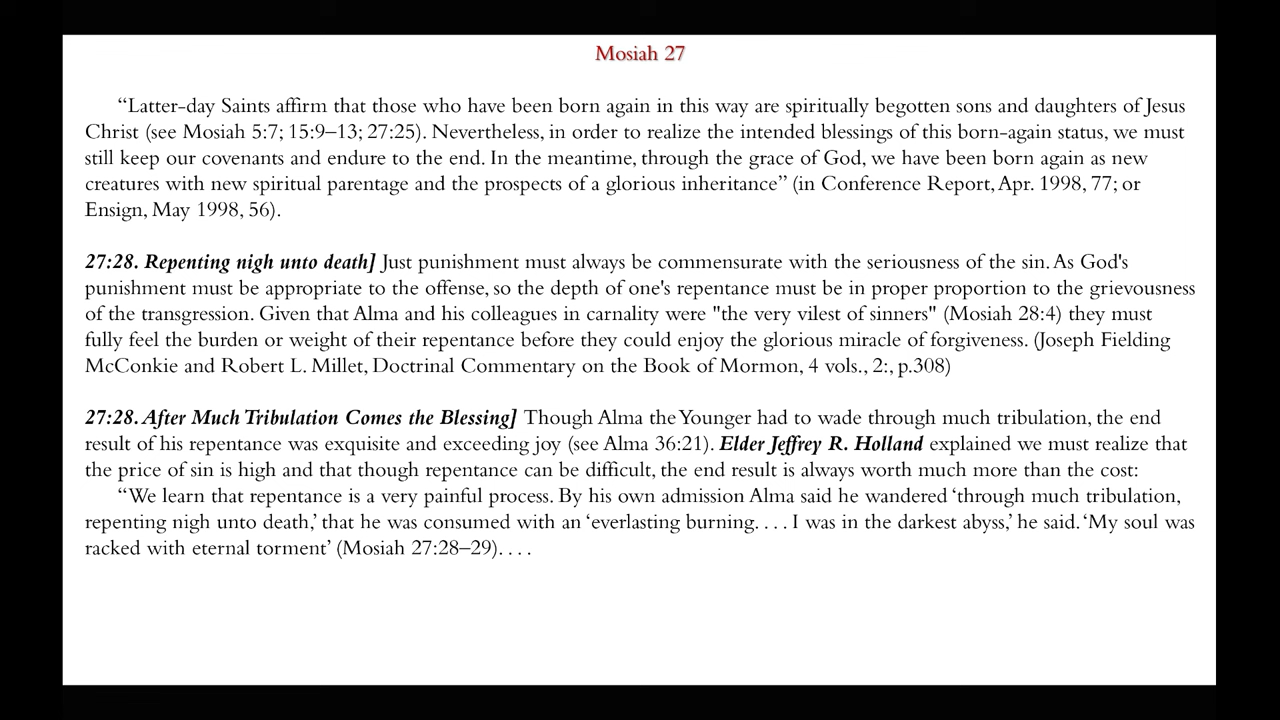 Mosiah 27
“Latter-day Saints affirm that those who have been born again in this way are spiritually begotten sons and daughters of Jesus
Christ (see Mosiah 5:7; 15:9–13; 27:25). Nevertheless, in order to realize the intended blessings of this born-again status, we must
still keep our covenants and endure to the end. In the meantime, through the grace of God, we have been born again as new
creatures with new spiritual parentage and the prospects of a glorious inheritance” (in Conference Report, Apr. 1998, 77; or
Ensign, May 1998, 56).
27:28. Repenting nigh unto death] Just punishment must always be commensurate with the seriousness of the sin. As God's
punishment must be appropriate to the offense, so the depth of one's repentance must be in proper proportion to the grievousness
of the transgression. Given that Alma and his colleagues in carnality were "the very vilest of sinners" (Mosiah 28:4) they must
fully feel the burden or weight of their repentance before they could enjoy the glorious miracle of forgiveness. (Joseph Fielding
McConkie and Robert L. Millet, Doctrinal Commentary on the Book of Mormon, 4 vols., 2:, p.308)
27:28. After Much Tribulation Comes the Blessing] Though Alma the Younger had to wade through much tribulation, the end
result of his repentance was exquisite and exceeding joy (see Alma 36:21). Elder Jeffrey R. Holland explained we must realize that
the price of sin is high and that though repentance can be difficult, the end result is always worth much more than the cost:
“We learn that repentance is a very painful process. By his own admission Alma said he wandered ‘through much tribulation,
repenting nigh unto death,’ that he was consumed with an ‘everlasting burning. . . . I was in the darkest abyss,’ he said. ‘My soul was
racked with eternal torment’ (Mosiah 27:28–29). . . .